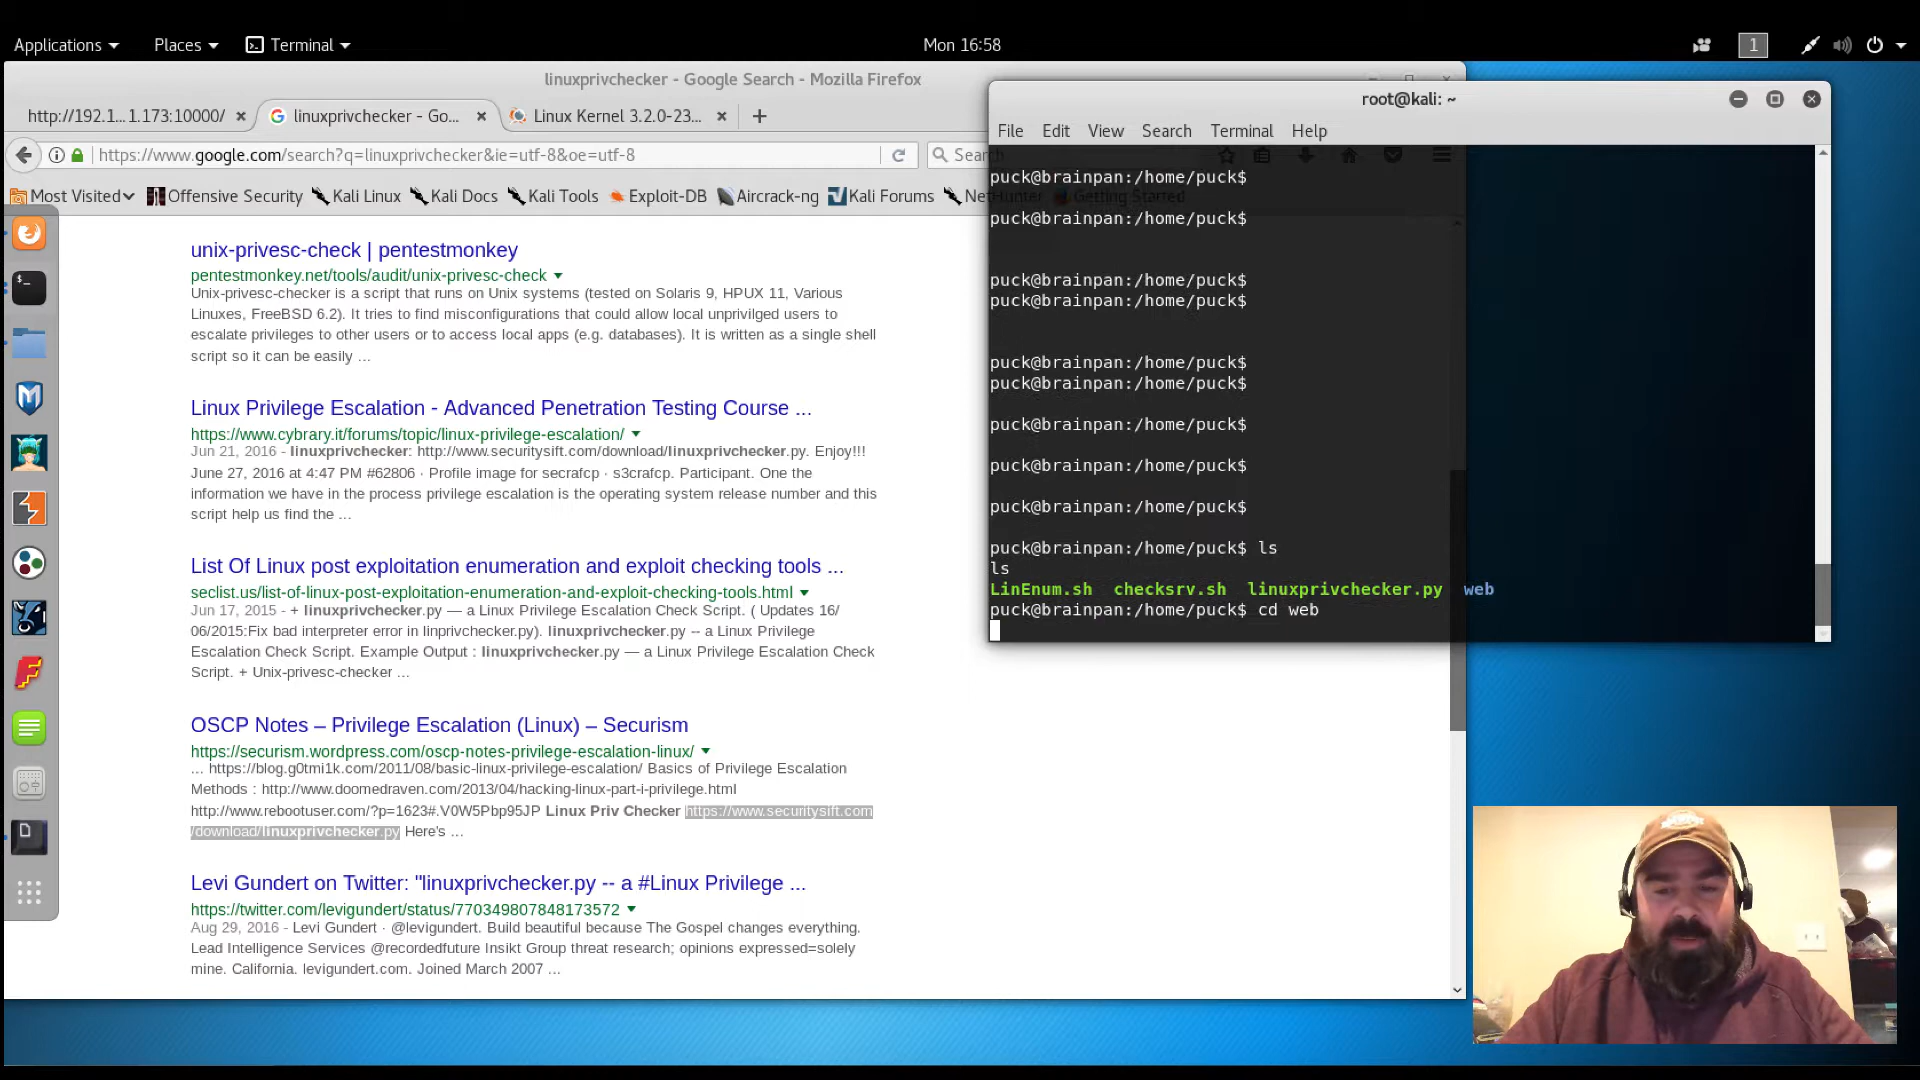 Applications Places Terminal Mon 16:58 1
linuxprivchecker - Google Search - Mozilla Firefox
http://192.1...1.173:10000/ linuxprivchecker - Go... Linux Kernel 3.2.0-23...
https://www.google.com/search?q=linuxprivchecker&ie=utf-8&oe=utf-8 Search
Most Visited Offensive Security Kali Linux Kali Docs Kali Tools Exploit-DB Aircrack-ng Kali Forums NetHunter Getting Started
unix-privesc-check | pentestmonkey
pentestmonkey.net/tools/audit/unix-privesc-check
Unix-privesc-checker is a script that runs on Unix systems (tested on Solaris 9, HPUX 11, Various
Linuxes, FreeBSD 6.2). It tries to find misconfigurations that could allow local unprivilged users to
escalate privileges to other users or to access local apps (e.g. databases). It is written as a single shell
script so it can be easily ...
Linux Privilege Escalation - Advanced Penetration Testing Course ...
https://www.cybrary.it/forums/topic/linux-privilege-escalation/
Jun 21, 2016 - linuxprivchecker: http://www.securitysift.com/download/linuxprivchecker.py. Enjoy!!!
June 27, 2016 at 4:47 PM #62806 · Profile image for secrafcp · s3crafcp. Participant. One the
information we have in the process privilege escalation is the operating system release number and this
script help us find the ...
List Of Linux post exploitation enumeration and exploit checking tools ...
seclist.us/list-of-linux-post-exploitation-enumeration-and-exploit-checking-tools.html
Jun 17, 2015 - + linuxprivchecker.py — a Linux Privilege Escalation Check Script. ( Updates 16/
06/2015:Fix bad interpreter error in linprivchecker.py). linuxprivchecker.py -- a Linux Privilege
Escalation Check Script. Example Output : linuxprivchecker.py — a Linux Privilege Escalation Check
Script. + Unix-privesc-checker ...
OSCP Notes – Privilege Escalation (Linux) – Securism
https://securism.wordpress.com/oscp-notes-privilege-escalation-linux/
... https://blog.g0tmi1k.com/2011/08/basic-linux-privilege-escalation/ Basics of Privilege Escalation
Methods : http://www.doomedraven.com/2013/04/hacking-linux-part-i-privilege.html
http://www.rebootuser.com/?p=1623#.V0W5Pbp95JP Linux Priv Checker https://www.securitysift.com
/download/linuxprivchecker.py Here's ...
Levi Gundert on Twitter: "linuxprivchecker.py -- a #Linux Privilege ...
https://twitter.com/levigundert/status/770349807848173572
Aug 29, 2016 - Levi Gundert · @levigundert. Build beautiful because The Gospel changes everything.
Lead Intelligence Services @recordedfuture Insikt Group threat research; opinions expressed=solely
mine. California. levigundert.com. Joined March 2007 ...
root@kali: ~
File Edit View Search Terminal Help
puck@brainpan:/home/puck$
puck@brainpan:/home/puck$
puck@brainpan:/home/puck$
puck@brainpan:/home/puck$
puck@brainpan:/home/puck$
puck@brainpan:/home/puck$
puck@brainpan:/home/puck$
puck@brainpan:/home/puck$
puck@brainpan:/home/puck$
puck@brainpan:/home/puck$ ls
ls
LinEnum.sh checksrv.sh linuxprivchecker.py web
puck@brainpan:/home/puck$ cd web